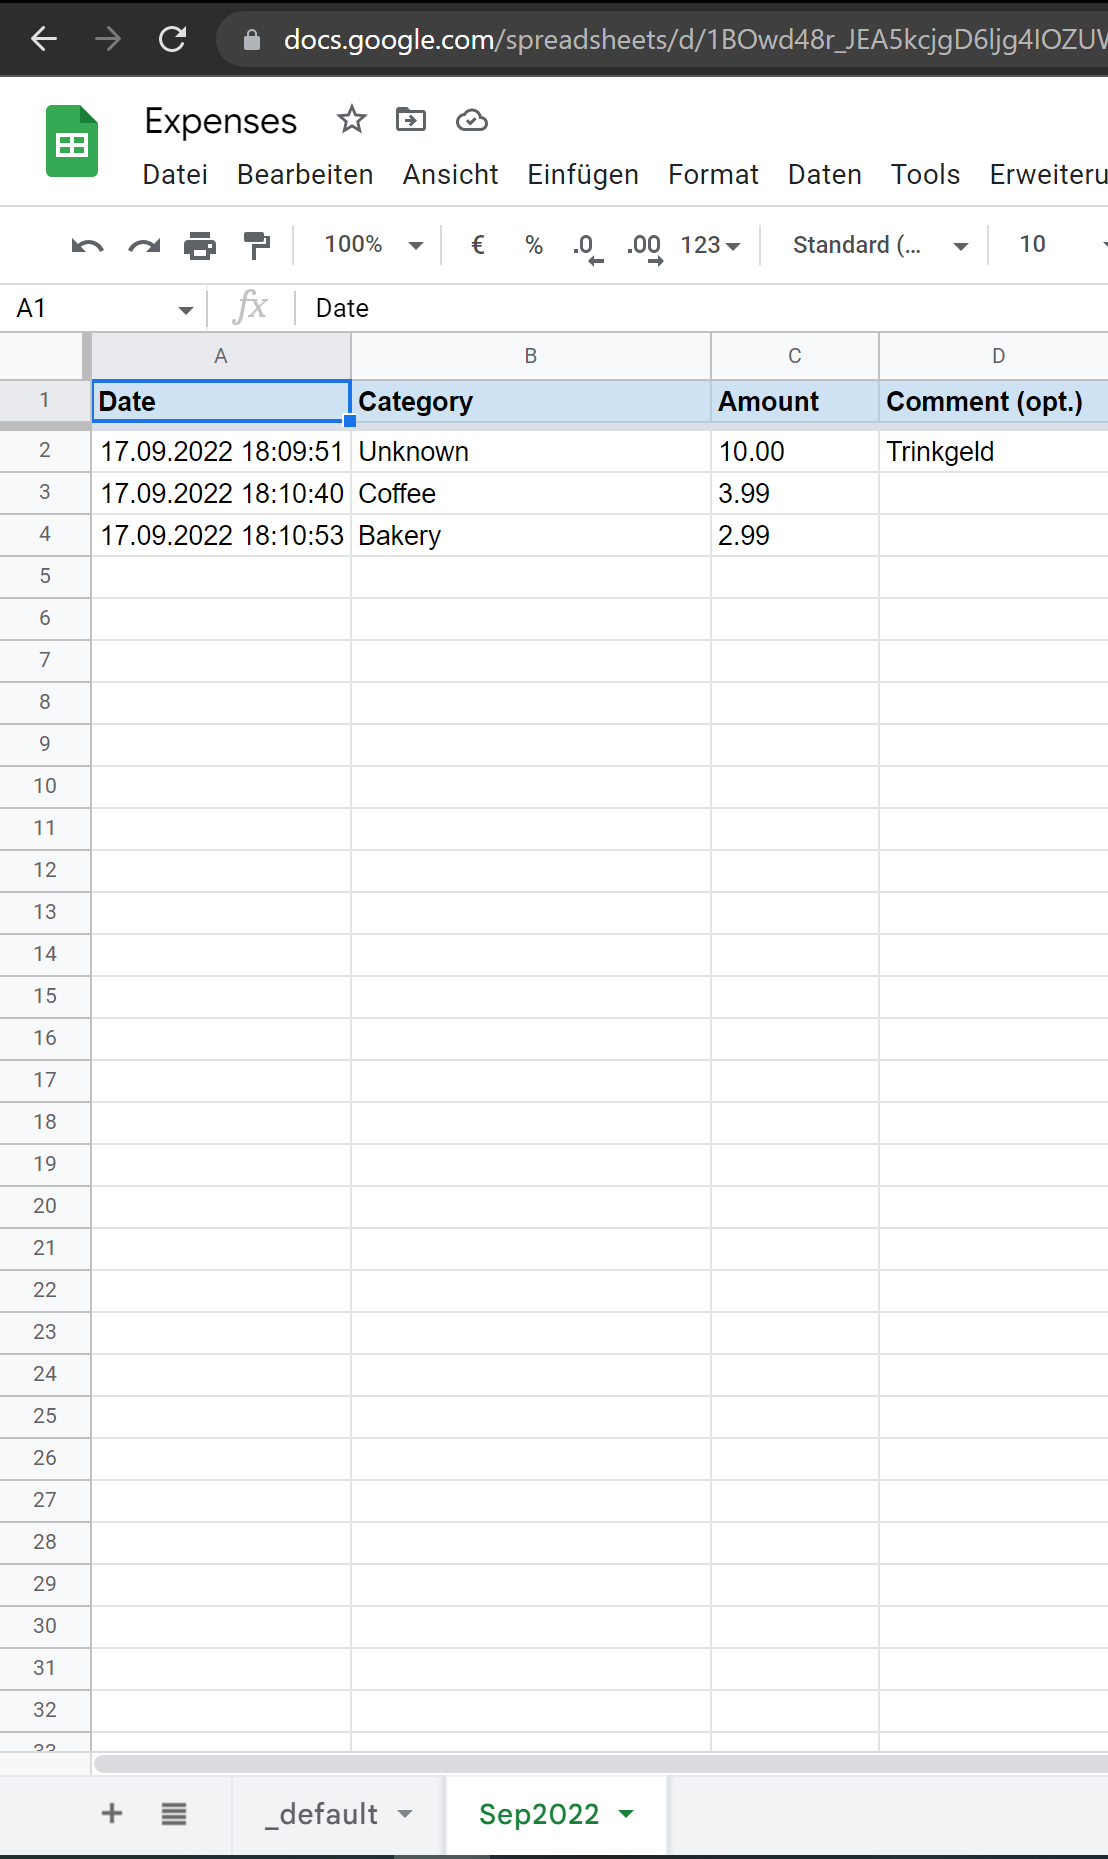 docs.google.com/spreadsheets/d/1BOwd48r_JEA5kcjgD6ljg4IOZUV
Expenses
Datei Bearbeiten Ansicht Einfügen Format Daten Tools Erweiteru
100% € % .0 .00 123 Standard (... 10
A1 fx Date
A B C D
1 Date Category Amount Comment (opt.)
2 17.09.2022 18:09:51 Unknown 10.00 Trinkgeld
3 17.09.2022 18:10:40 Coffee 3.99
4 17.09.2022 18:10:53 Bakery 2.99
5
6
7
8
9
10
11
12
13
14
15
16
17
18
19
20
21
22
23
24
25
26
27
28
29
30
31
32
33
_default Sep2022